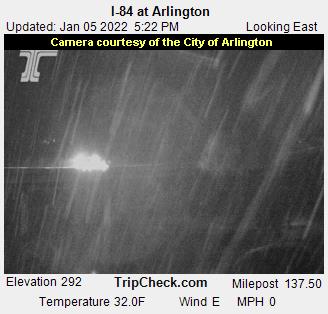 I-84 at Arlington
Updated: Jan 05 2022 5:22 PM Looking East
Camera courtesy of the City of Arlington
Elevation 292 TripCheck.com Milepost 137.50
Temperature 32.0F Wind E MPH 0